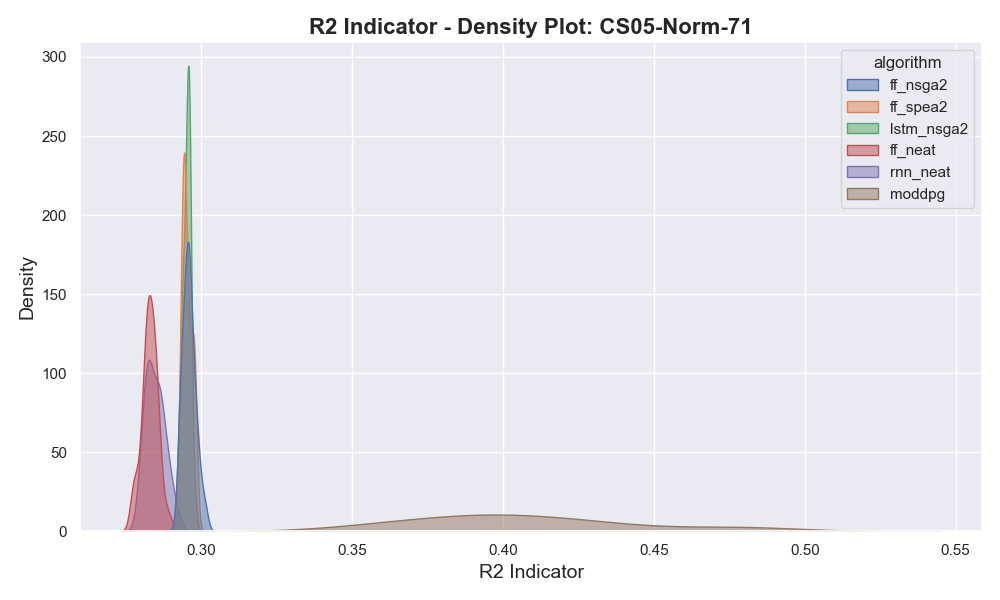 R2 Indicator - Density Plot: CS05-Norm-71
algorithm
ff_nsga2
ff_spea2
lstm_nsga2
ff_neat
rnn_neat
moddpg
Density
300
250
200
150
100
50
0
0.30
0.35
0.40
0.45
0.50
0.55
R2 Indicator